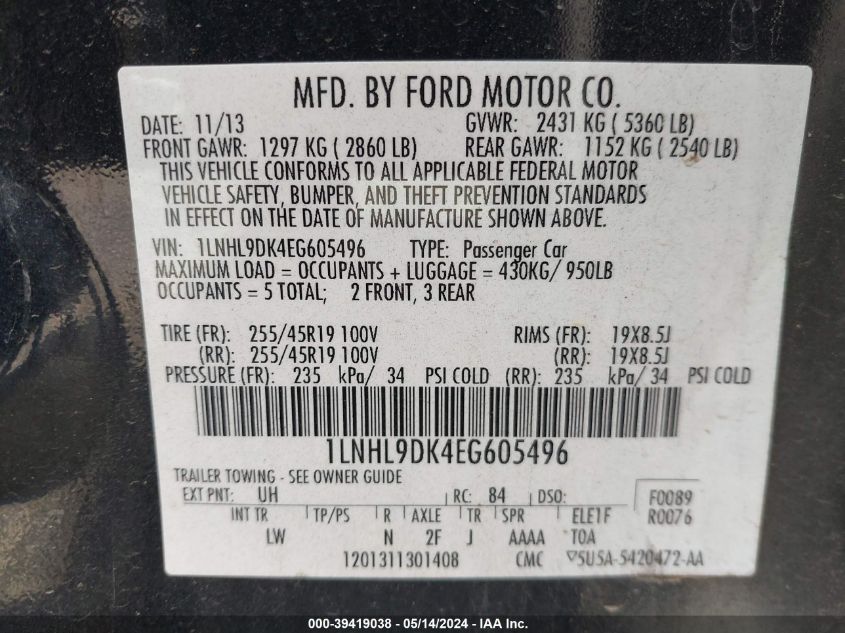 MFD. BY FORD MOTOR CO.
DATE: 11/13 GVWR: 2431 KG ( 5360 LB)
FRONT GAWR: 1297 KG ( 2860 LB) REAR GAWR: 1152 KG ( 2540 LB)
THIS VEHICLE CONFORMS TO ALL APPLICABLE FEDERAL MOTOR
VEHICLE SAFETY, BUMPER, AND THEFT PREVENTION STANDARDS
IN EFFECT ON THE DATE OF MANUFACTURE SHOWN ABOVE.
VIN: 1LNHL9DK4EG605496 TYPE: Passenger Car
MAXIMUM LOAD = OCCUPANTS + LUGGAGE = 430KG/ 950LB
OCCUPANTS = 5 TOTAL; 2 FRONT, 3 REAR
TIRE (FR): 255/45R19 100V RIMS (FR): 19X8.5J
(RR): 255/45R19 100V (RR): 19X8.5J
PRESSURE (FR): 235 kPa/ 34 PSI COLD (RR): 235 kPa/ 34 PSI COLD
1LNHL9DK4EG605496
TRAILER TOWING - SEE OWNER GUIDE
EXT PNT: UH RC: 84 DSO: F0089
INT TR TP/PS R AXLE TR SPR ELE1F R0076
LW N 2F J AAAA TOA
1201311301408 CMC 5U5A-5420472-AA
000-39419038 - 05/14/2024 - IAA Inc.